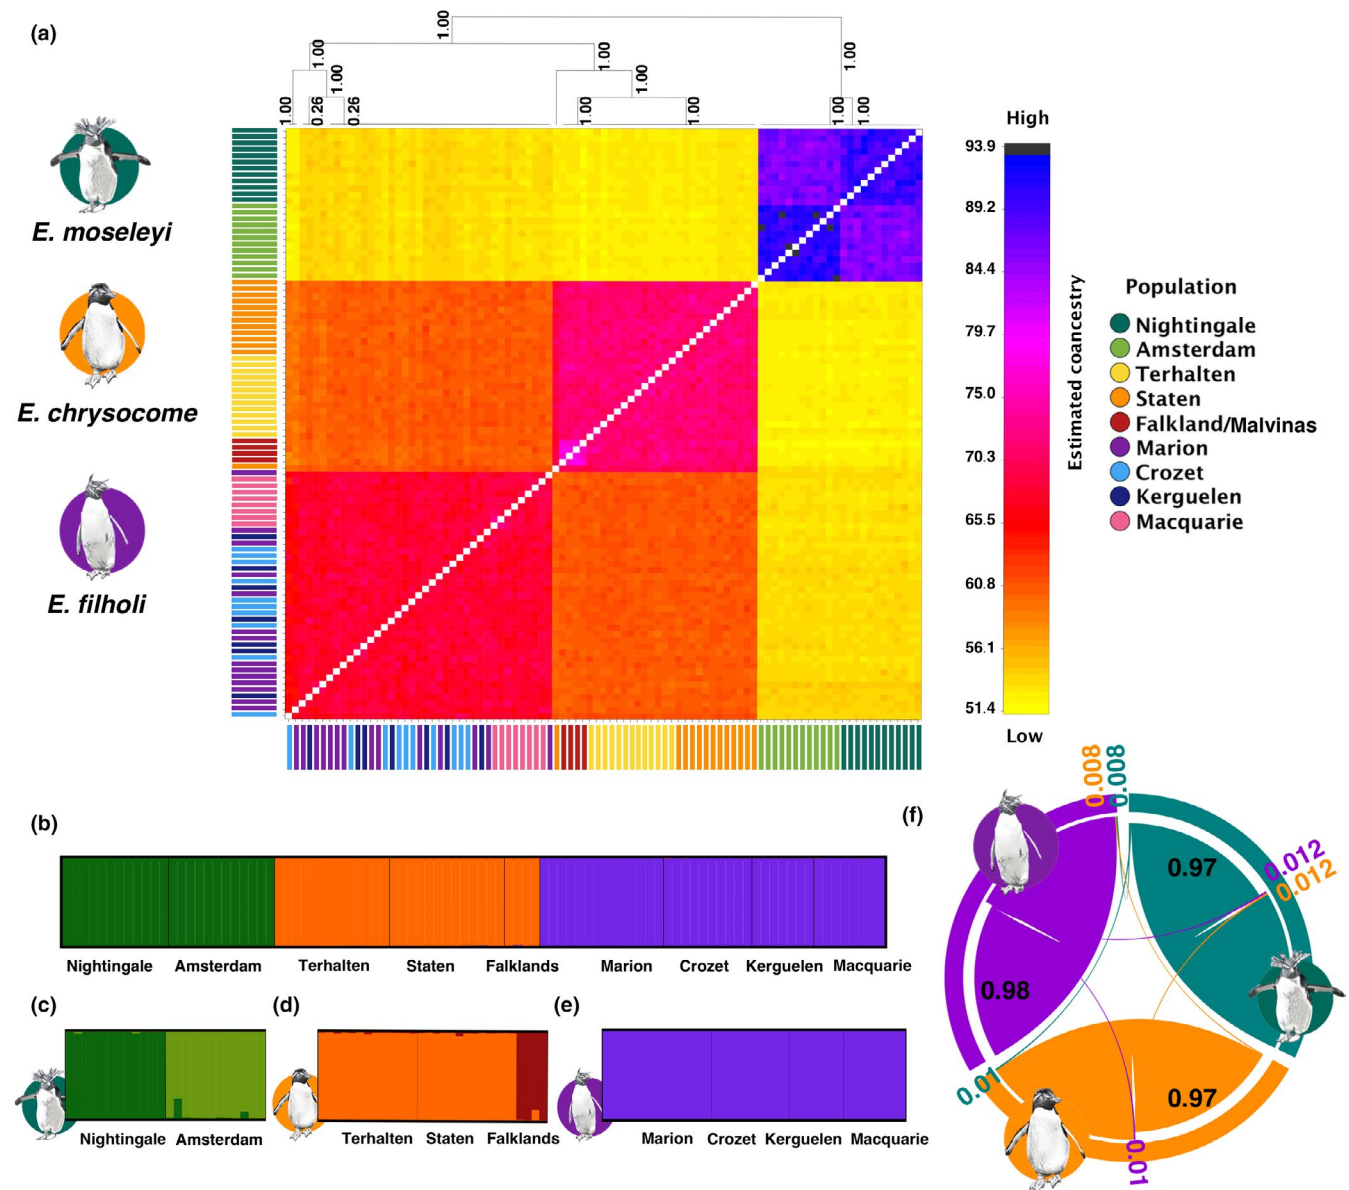 (a)
1.00
1.00
1.00
1.00
1.00
1.00
1.00
1.00
0.26
0.26
1.00
1.00
1.00
1.00
E. moseleyi
E. chrysocome
E. filholi
High
93.9
89.2
84.4
79.7
75.0
70.3
65.5
60.8
56.1
51.4
Low
Estimated coancestry
Population
Nightingale
Amsterdam
Terhalten
Staten
Falkland/Malvinas
Marion
Crozet
Kerguelen
Macquarie
(b)
Nightingale Amsterdam Terhalten Staten Falklands Marion Crozet Kerguelen Macquarie
(c)
Nightingale Amsterdam
(d)
Terhalten Staten Falklands
(e)
Marion Crozet Kerguelen Macquarie
(f)
0.008
0.008
0.97
0.012
0.012
0.98
0.01
0.97
0.01